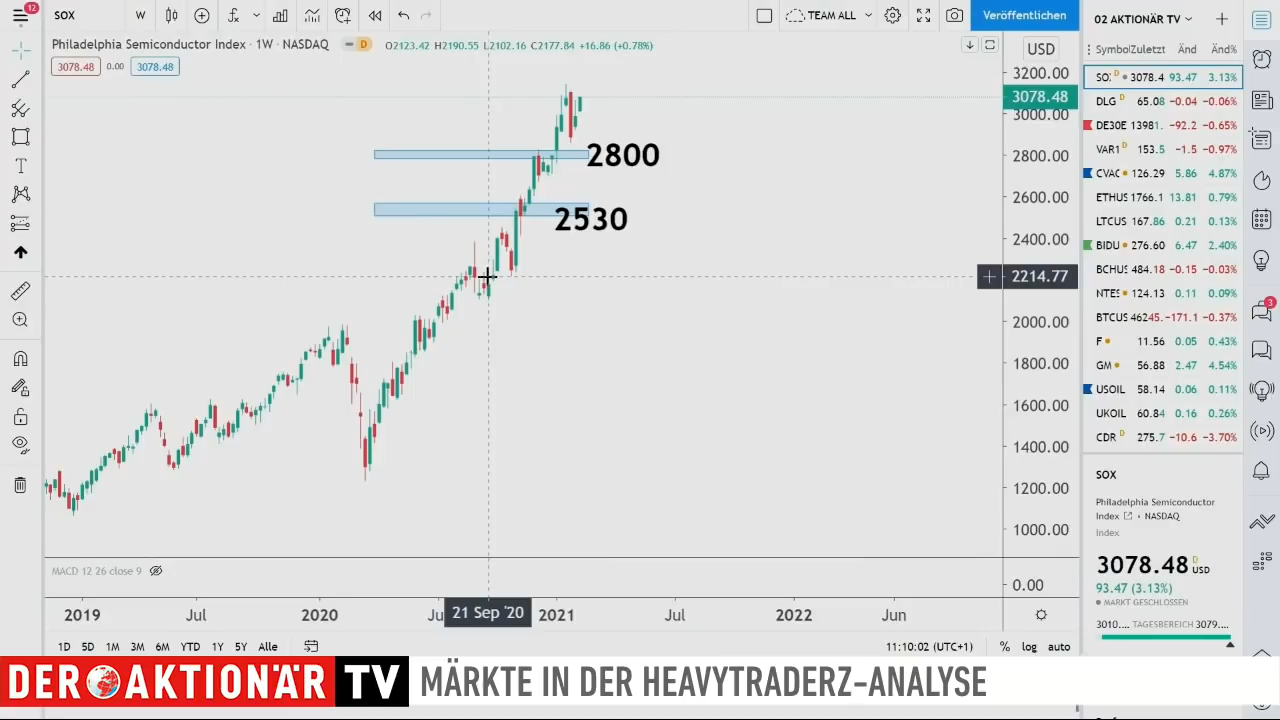 12
SOX
W
TEAM ALL
Veröffentlichen
Philadelphia Semiconductor Index · 1W · NASDAQ
D
O2123.42 H2190.55 L2102.16 C2177.84 +16.86 (+0.78%)
3078.48 0.00 3078.48
USD
3200.00
3078.48
3000.00
2800.00
2600.00
2400.00
2214.77
2000.00
1800.00
1600.00
1400.00
1200.00
1000.00
0.00
2800
2530
MACD 12 26 close 9
2019 Jul 2020 Ju 21 Sep '20 2021 Jul 2022 Jun
1D 5D 1M 3M 6M YTD 1Y 5Y Alle
11:10:02 (UTC+1) % log auto
02 AKTIONÄR TV
Symbol Zuletzt Änd Änd%
SO D 3078.4 93.47 3.13%
DLG D 65.08 -0.04 -0.06%
DE30E 13981. -92.2 -0.65%
VAR1 D 153.5 -1.5 -0.97%
CVAC 126.29 5.86 4.87%
ETHUS 1766.1 13.81 0.79%
LTCUS 167.86 0.21 0.13%
BIDU 276.60 6.47 2.40%
BCHUS 484.18 -0.15 -0.03%
NTES 124.13 0.11 0.09%
BTCUS 46245. -171.1 -0.37%
F 11.56 0.05 0.43%
GM 56.88 2.47 4.54%
USOIL 58.14 0.06 0.11%
UKOIL 60.84 0.16 0.26%
CDR D 275.7 -10.6 -3.70%
SOX
Philadelphia Semiconductor
Index · NASDAQ
Index
3078.48 D USD
93.47 (3.13%)
MARKT GESCHLOSSEN
3010.... TAGESBEREICH 3079....
3
DER AKTIONÄR TV
MÄRKTE IN DER HEAVYTRADERZ-ANALYSE